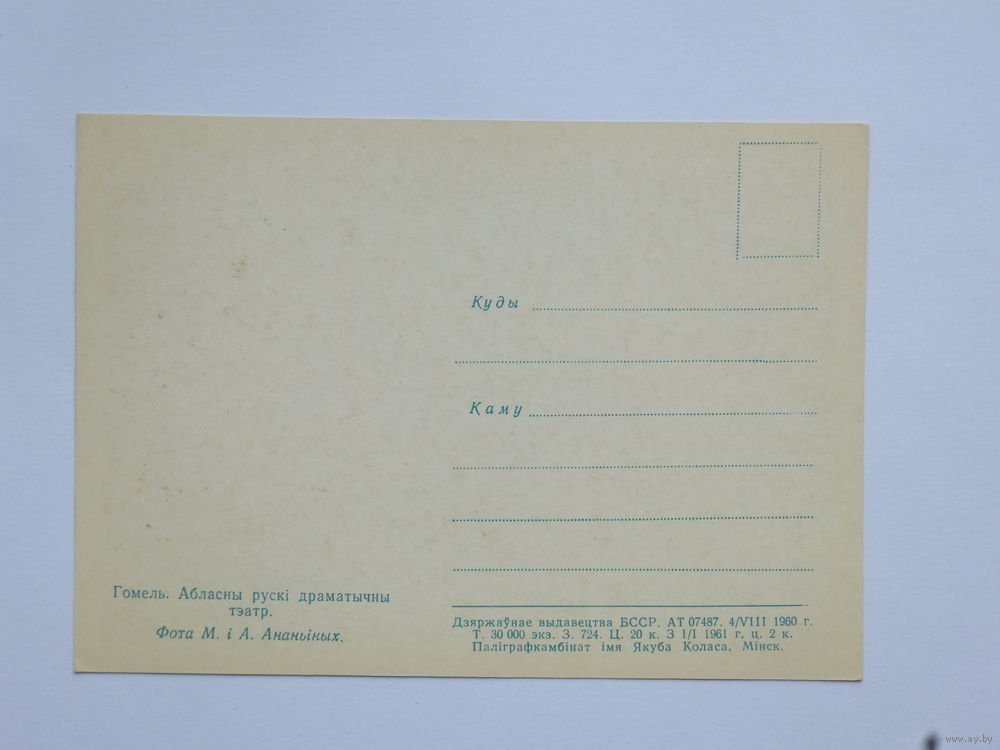 Куды
Каму
Гомель. Абласны рускі драматычны
тэатр.
Фота М. і А. Ананьіных.
Дзяржаўнае выдавецтва БССР. АТ 07487. 4/VIII 1960 г.
Т. 30 000 экз. З. 724. Ц. 20 к. З 1/I 1961 г. ц. 2 к.
Паліграфкамбінат імя Якуба Коласа, Мінск.
www.ay.by